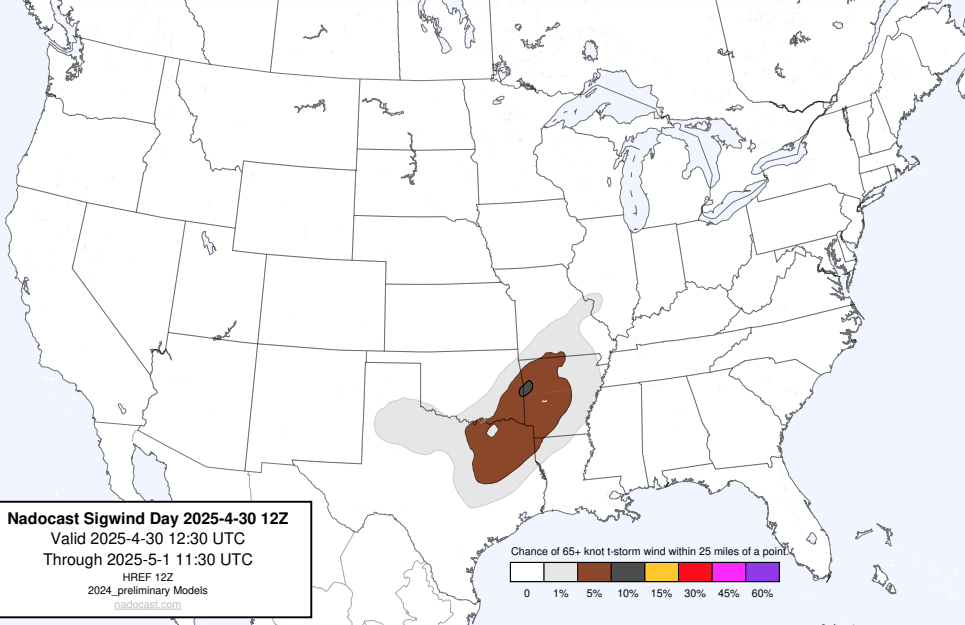 Nadocast Sigwind Day 2025-4-30 12Z
Valid 2025-4-30 12:30 UTC
Through 2025-5-1 11:30 UTC
HREF 12Z
2024_preliminary Models
nadocast.com
Chance of 65+ knot t-storm wind within 25 miles of a point.
0 1% 5% 10% 15% 30% 45% 60%